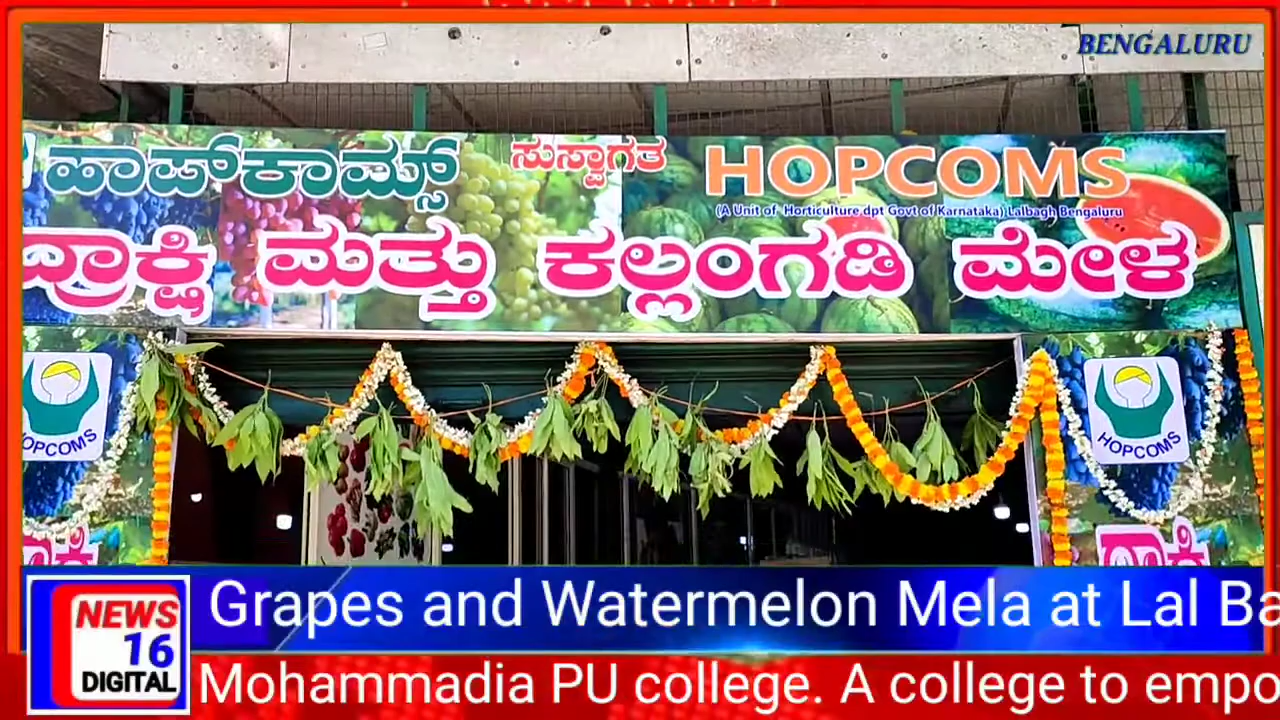 BENGALURU
ಹಾಪ್‌ಕಾಮ್ಸ್ ಸುಸ್ವಾಗತ HOPCOMS
(A Unit of Horticulture dpt Govt of Karnataka) Lalbagh Bengaluru
ದ್ರಾಕ್ಷಿ ಮತ್ತು ಕಲ್ಲಂಗಡಿ ಮೇಳ
HOPCOMS
HOPCOMS
NEWS
16
DIGITAL
Grapes and Watermelon Mela at Lal Ba
Mohammadia PU college. A college to empo